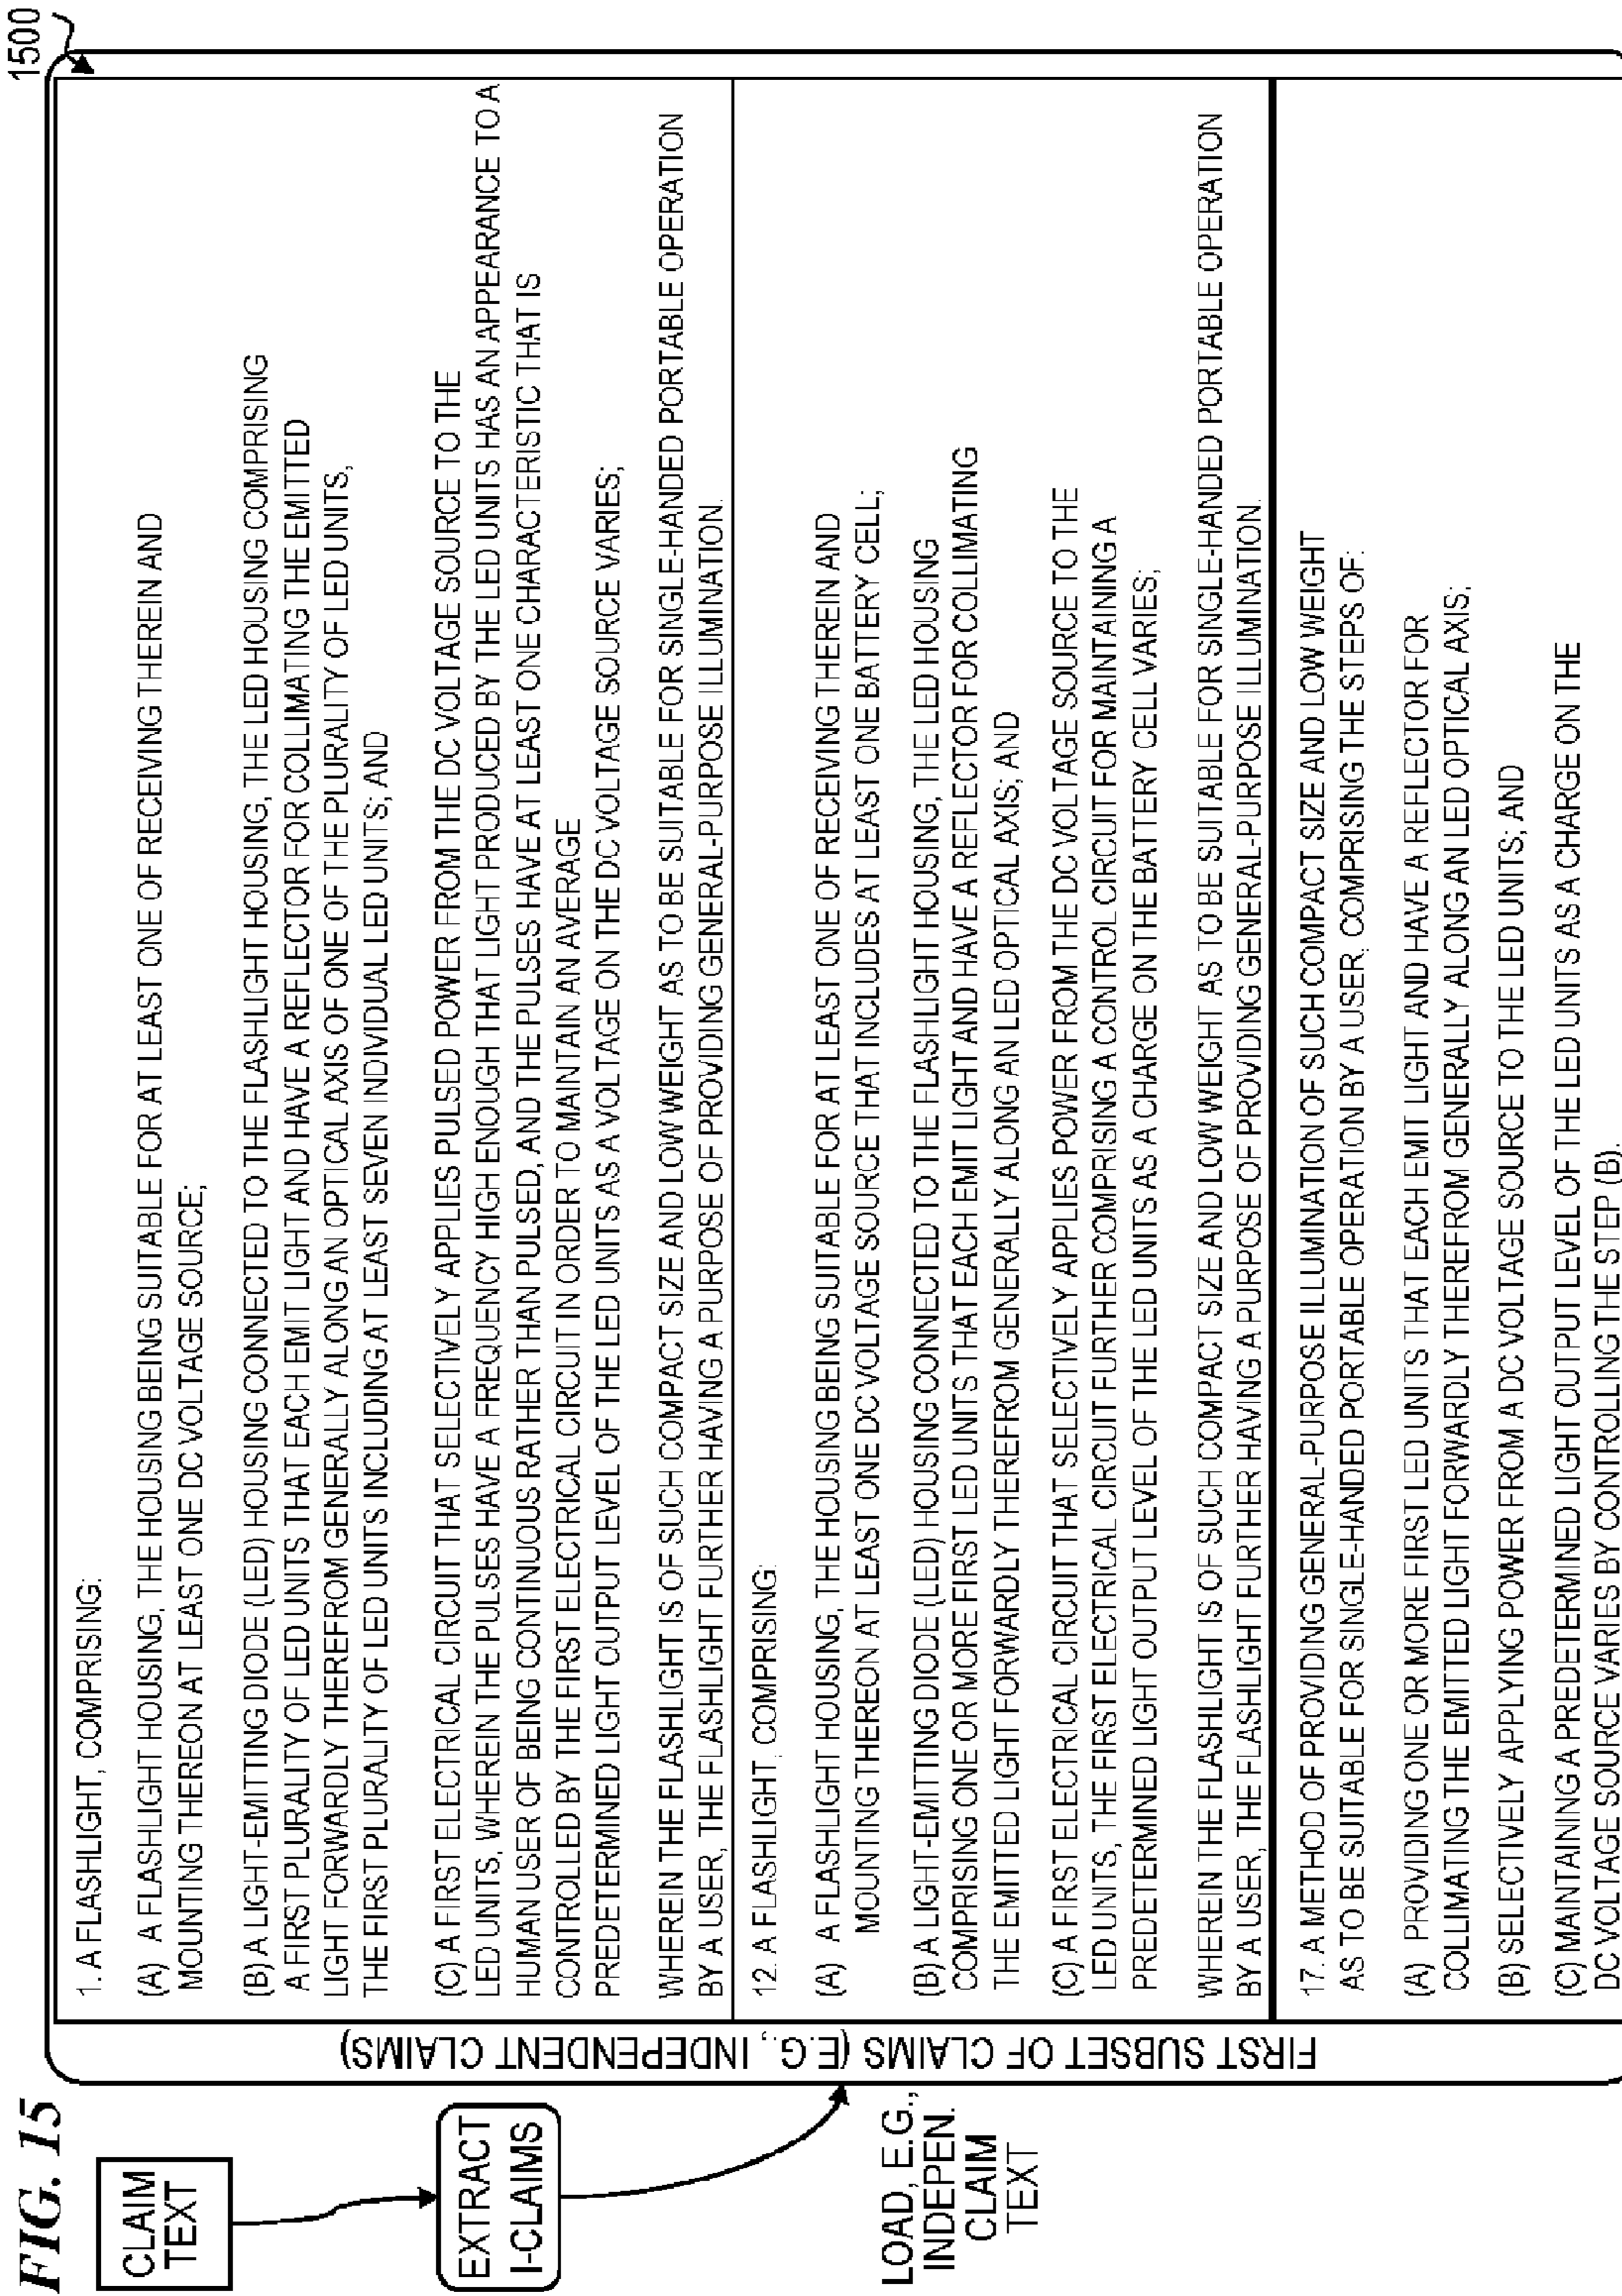 FIG. 15
CLAIM
TEXT
EXTRACT
I-CLAIMS
LOAD, E.G.,
INDEPEN.
CLAIM
TEXT
1500
FIRST SUBSET OF CLAIMS (E.G., INDEPENDENT CLAIMS)
1. A FLASHLIGHT, COMPRISING:
(A) A FLASHLIGHT HOUSING, THE HOUSING BEING SUITABLE FOR AT LEAST ONE OF RECEIVING THEREIN AND
MOUNTING THEREON AT LEAST ONE DC VOLTAGE SOURCE;
(B) A LIGHT-EMITTING DIODE (LED) HOUSING CONNECTED TO THE FLASHLIGHT HOUSING, THE LED HOUSING COMPRISING
A FIRST PLURALITY OF LED UNITS THAT EACH EMIT LIGHT AND HAVE A REFLECTOR FOR COLLIMATING THE EMITTED
LIGHT FORWARDLY THEREFROM GENERALLY ALONG AN OPTICAL AXIS OF ONE OF THE PLURALITY OF LED UNITS,
THE FIRST PLURALITY OF LED UNITS INCLUDING AT LEAST SEVEN INDIVIDUAL LED UNITS; AND
(C) A FIRST ELECTRICAL CIRCUIT THAT SELECTIVELY APPLIES PULSED POWER FROM THE DC VOLTAGE SOURCE TO THE
LED UNITS, WHEREIN THE PULSES HAVE A FREQUENCY HIGH ENOUGH THAT LIGHT PRODUCED BY THE LED UNITS HAS AN APPEARANCE TO A
HUMAN USER OF BEING CONTINUOUS RATHER THAN PULSED, AND THE PULSES HAVE AT LEAST ONE CHARACTERISTIC THAT IS
CONTROLLED BY THE FIRST ELECTRICAL CIRCUIT IN ORDER TO MAINTAIN AN AVERAGE
PREDETERMINED LIGHT OUTPUT LEVEL OF THE LED UNITS AS A VOLTAGE ON THE DC VOLTAGE SOURCE VARIES;
WHEREIN THE FLASHLIGHT IS OF SUCH COMPACT SIZE AND LOW WEIGHT AS TO BE SUITABLE FOR SINGLE-HANDED PORTABLE OPERATION
BY A USER, THE FLASHLIGHT FURTHER HAVING A PURPOSE OF PROVIDING GENERAL-PURPOSE ILLUMINATION.
12. A FLASHLIGHT, COMPRISING:
(A) A FLASHLIGHT HOUSING, THE HOUSING BEING SUITABLE FOR AT LEAST ONE OF RECEIVING THEREIN AND
MOUNTING THEREON AT LEAST ONE DC VOLTAGE SOURCE THAT INCLUDES AT LEAST ONE BATTERY CELL;
(B) A LIGHT-EMITTING DIODE (LED) HOUSING CONNECTED TO THE FLASHLIGHT HOUSING, THE LED HOUSING
COMPRISING ONE OR MORE FIRST LED UNITS THAT EACH EMIT LIGHT AND HAVE A REFLECTOR FOR COLLIMATING
THE EMITTED LIGHT FORWARDLY THEREFROM GENERALLY ALONG AN LED OPTICAL AXIS; AND
(C) A FIRST ELECTRICAL CIRCUIT THAT SELECTIVELY APPLIES POWER FROM THE DC VOLTAGE SOURCE TO THE
LED UNITS, THE FIRST ELECTRICAL CIRCUIT FURTHER COMPRISING A CONTROL CIRCUIT FOR MAINTAINING A
PREDETERMINED LIGHT OUTPUT LEVEL OF THE LED UNITS AS A CHARGE ON THE BATTERY CELL VARIES;
WHEREIN THE FLASHLIGHT IS OF SUCH COMPACT SIZE AND LOW WEIGHT AS TO BE SUITABLE FOR SINGLE-HANDED PORTABLE OPERATION
BY A USER, THE FLASHLIGHT FURTHER HAVING A PURPOSE OF PROVIDING GENERAL-PURPOSE ILLUMINATION.
17. A METHOD OF PROVIDING GENERAL-PURPOSE ILLUMINATION OF SUCH COMPACT SIZE AND LOW WEIGHT
AS TO BE SUITABLE FOR SINGLE-HANDED PORTABLE OPERATION BY A USER, COMPRISING THE STEPS OF:
(A) PROVIDING ONE OR MORE FIRST LED UNITS THAT EACH EMIT LIGHT AND HAVE A REFLECTOR FOR
COLLIMATING THE EMITTED LIGHT FORWARDLY THEREFROM GENERALLY ALONG AN LED OPTICAL AXIS;
(B) SELECTIVELY APPLYING POWER FROM A DC VOLTAGE SOURCE TO THE LED UNITS; AND
(C) MAINTAINING A PREDETERMINED LIGHT OUTPUT LEVEL OF THE LED UNITS AS A CHARGE ON THE
DC VOLTAGE SOURCE VARIES BY CONTROLLING THE STEP (B).